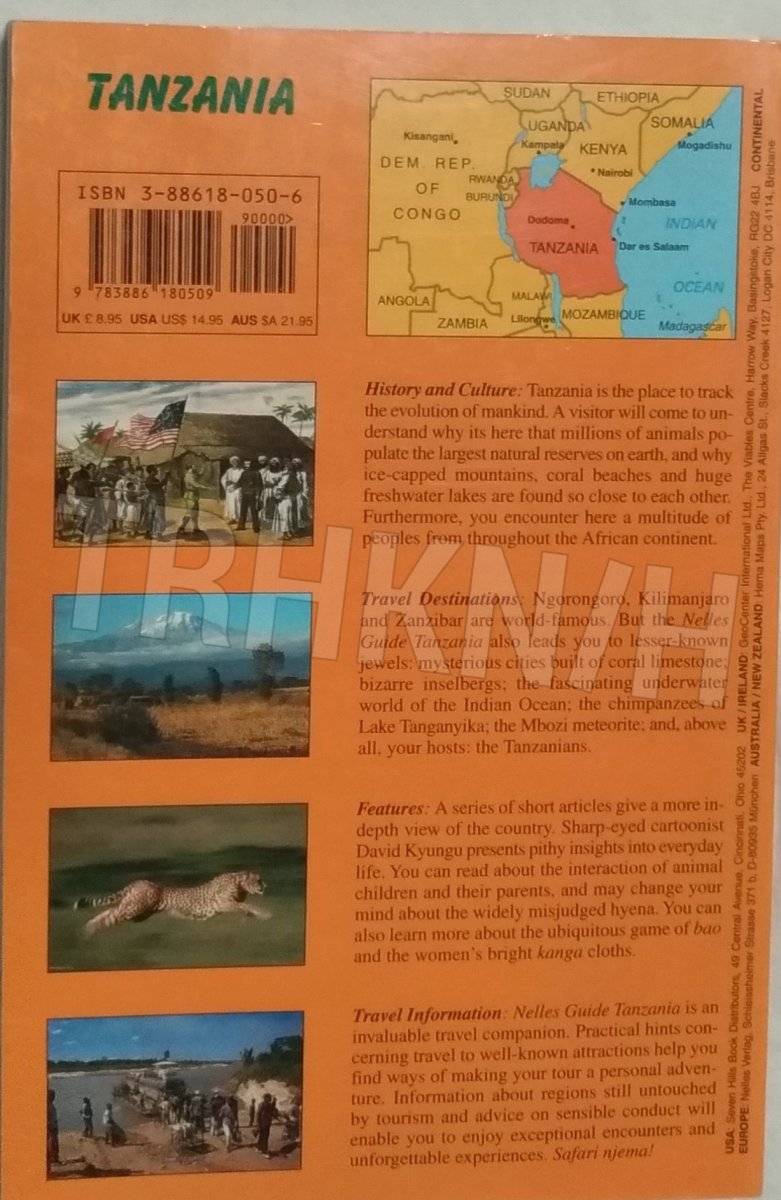 TANZANIA
ISBN 3-88618-050-6
90000>
9 783886 180509
UK £ 8.95 USA US$ 14.95 AUS $A 21.95
SUDAN
ETHIOPIA
UGANDA
SOMALIA
Kisangani
Kampala
KENYA
Mogadishu
DEM. REP.
OF
CONGO
RWANDA
Nairobi
BURUNDI
Mombasa
Dodoma
INDIAN
TANZANIA
Dar es Salaam
OCEAN
ANGOLA
MALAWI
ZAMBIA
Lilongwe
MOZAMBIQUE
Madagascar
History and Culture: Tanzania is the place to track
the evolution of mankind. A visitor will come to un-
derstand why its here that millions of animals po-
pulate the largest natural reserves on earth, and why
ice-capped mountains, coral beaches and huge
freshwater lakes are found so close to each other.
Furthermore, you encounter here a multitude of
peoples from throughout the African continent.
Travel Destinations: Ngorongoro, Kilimanjaro
and Zanzibar are world-famous. But the Nelles
Guide Tanzania also leads you to lesser-known
jewels: mysterious cities built of coral limestone;
bizarre inselbergs; the fascinating underwater
world of the Indian Ocean; the chimpanzees of
Lake Tanganyika; the Mbozi meteorite; and, above
all, your hosts: the Tanzanians.
Features: A series of short articles give a more in-
depth view of the country. Sharp-eyed cartoonist
David Kyungu presents pithy insights into everyday
life. You can read about the interaction of animal
children and their parents, and may change your
mind about the widely misjudged hyena. You can
also learn more about the ubiquitous game of bao
and the women's bright kanga cloths.
Travel Information: Nelles Guide Tanzania is an
invaluable travel companion. Practical hints con-
cerning travel to well-known attractions help you
find ways of making your tour a personal adven-
ture. Information about regions still untouched
by tourism and advice on sensible conduct will
enable you to enjoy exceptional encounters and
unforgettable experiences. Safari njema!
USA: Seven Hills Book Distributors, 49 Central Avenue, Cincinnati, Ohio 45202 UK / IRELAND: GeoCenter International Ltd., The Viables Centre, Harrow Way, Basingstoke, RG22 4BJ CONTINENTAL
EUROPE: Nelles Verlag, Schleissheimer Strasse 371 b, D-80935 München AUSTRALIA / NEW ZEALAND: Hema Maps Pty. Ltd., 24 Allgas St., Slacks Creek 4127, Logan City DC 4114, Brisbane
TRHKN/H